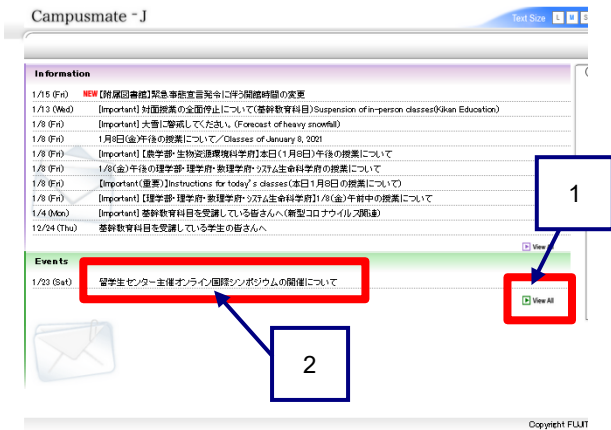 Campusmate-J
Text Size L M S
Information
1/15 (Fri) NEW 【附属図書館】緊急事態宣言発令に伴う開館時間の変更
1/13 (Wed) [Important] 対面授業の全面停止について(基幹教育科目)Suspension of in-person classes(Kikan Education)
1/8 (Fri) [Important] 大雪に警戒してください。(Forecast of heavy snowfall)
1/8 (Fri) 1月8日(金)午後の授業について/Classes of January 8, 2021
1/8 (Fri) [Important] 【農学部・生物資源環境科学府】本日(1月8日)午後の授業について
1/8 (Fri) 1/8(金)午後の理学部・理学府・数理学府・システム生命科学府の授業について
1/8 (Fri) 【Important(重要)】Instructions for today's classes(本日1月8日の授業について)
1/8 (Fri) [Important] 【理学部・理学府・数理学府・システム生命科学府】1/8(金)午前中の授業について
1/4 (Mon) [Important] 基幹教育科目を受講している皆さんへ(新型コロナウイルス関連)
12/24 (Thu) 基幹教育科目を受講している学生の皆さんへ
View All
Events
1/23 (Sat) 留学生センター主催オンライン国際シンポジウムの開催について
View All
1
2
Copyright FUJIT